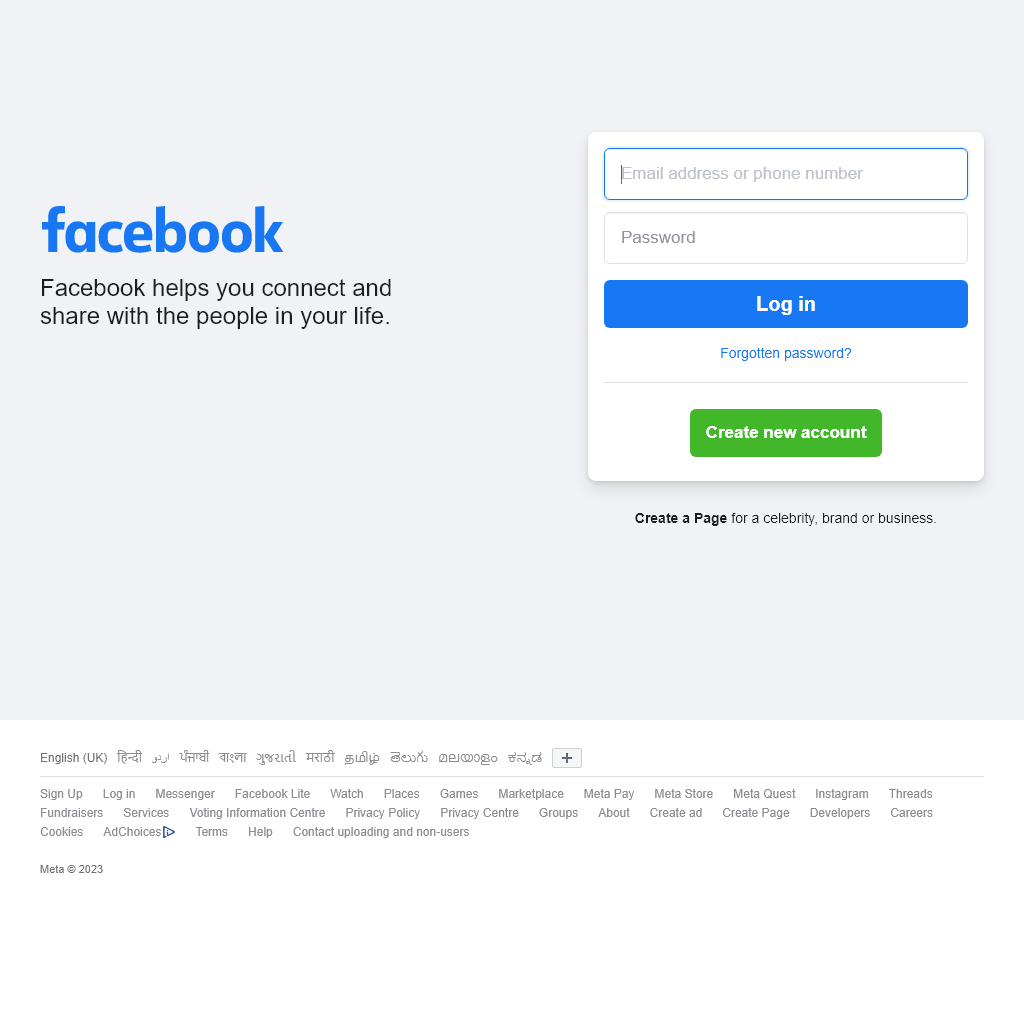 facebook
Facebook helps you connect and
share with the people in your life.
Email address or phone number
Password
Log in
Forgotten password?
Create new account
Create a Page for a celebrity, brand or business.
English (UK) हिन्दी اردو ਪੰਜਾਬੀ বাংলা ગુજરાતી मराठी தமிழ் తెలుగు മലയാളം ಕನ್ನಡ
Sign Up Log in Messenger Facebook Lite Watch Places Games Marketplace Meta Pay Meta Store Meta Quest Instagram Threads
Fundraisers Services Voting Information Centre Privacy Policy Privacy Centre Groups About Create ad Create Page Developers Careers
Cookies AdChoices Terms Help Contact uploading and non-users
Meta © 2023